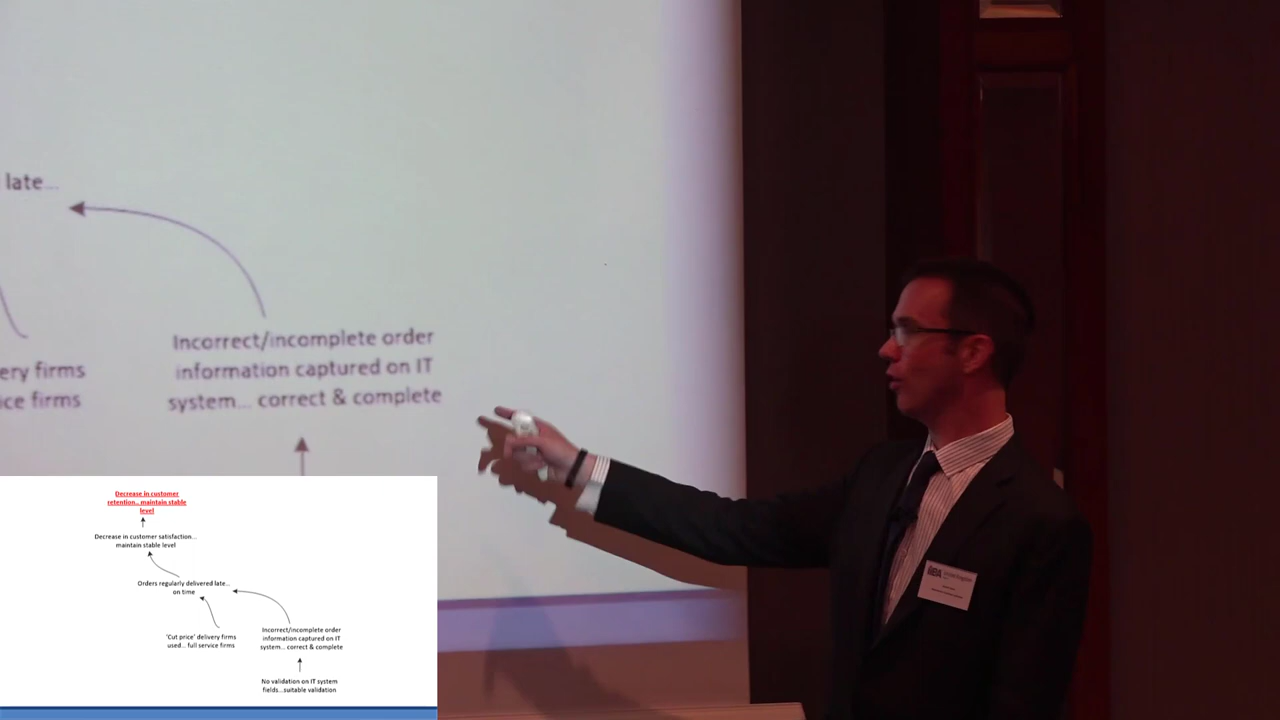 late...
Incorrect/incomplete order
information captured on IT
system... correct & complete
ery firms
ice firms
Decrease in customer
retention... maintain stable
level
Decrease in customer satisfaction...
maintain stable level
Orders regularly delivered late...
on time
'Cut price' delivery firms
used... full service firms
Incorrect/incomplete order
information captured on IT
system... correct & complete
No validation on IT system
fields...suitable validation